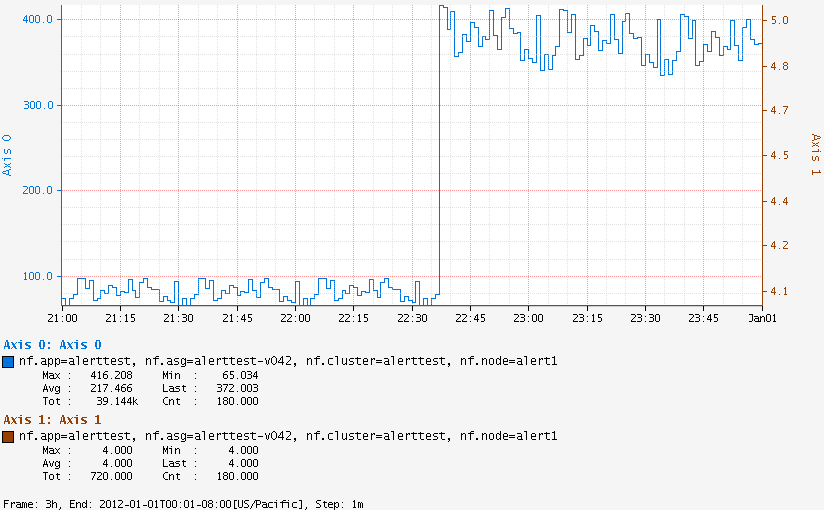 400.0
300.0
200.0
100.0
Axis 0
5.0
4.8
4.7
4.5
4.4
4.2
4.1
Axis 1
21:00 21:15 21:30 21:45 22:00 22:15 22:30 22:45 23:00 23:15 23:30 23:45 Jan01
Axis 0: Axis 0
nf.app=alerttest, nf.asg=alerttest-v042, nf.cluster=alerttest, nf.node=alert1
Max : 416.208 Min : 65.034
Avg : 217.466 Last : 372.003
Tot : 39.144k Cnt : 180.000
Axis 1: Axis 1
nf.app=alerttest, nf.asg=alerttest-v042, nf.cluster=alerttest, nf.node=alert1
Max : 4.000 Min : 4.000
Avg : 4.000 Last : 4.000
Tot : 720.000 Cnt : 180.000
Frame: 3h, End: 2012-01-01T00:01-08:00[US/Pacific], Step: 1m